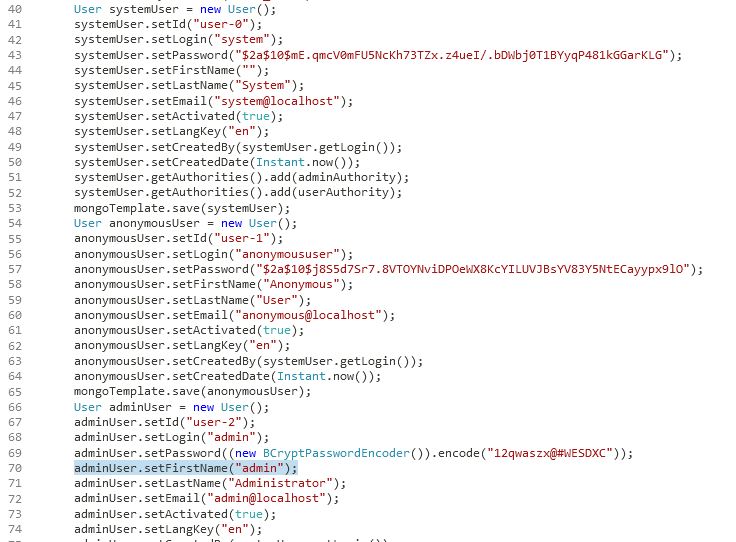 40 User systemUser = new User();
41 systemUser.setId("user-0");
42 systemUser.setLogin("system");
43 systemUser.setPassword("$2a$10$mE.qmcV0mFU5NcKh73TZx.z4ueI/.bDWbj0T1BYyqP481kGGarKLG");
44 systemUser.setFirstName("");
45 systemUser.setLastName("System");
46 systemUser.setEmail("system@localhost");
47 systemUser.setActivated(true);
48 systemUser.setLangKey("en");
49 systemUser.setCreatedBy(systemUser.getLogin());
50 systemUser.setCreatedDate(Instant.now());
51 systemUser.getAuthorities().add(adminAuthority);
52 systemUser.getAuthorities().add(userAuthority);
53 mongoTemplate.save(systemUser);
54 User anonymousUser = new User();
55 anonymousUser.setId("user-1");
56 anonymousUser.setLogin("anonymoususer");
57 anonymousUser.setPassword("$2a$10$j8S5d7Sr7.8VTOYNviDPOeWX8KcYILUVJBsYV83Y5NtECayypx9lO");
58 anonymousUser.setFirstName("Anonymous");
59 anonymousUser.setLastName("User");
60 anonymousUser.setEmail("anonymous@localhost");
61 anonymousUser.setActivated(true);
62 anonymousUser.setLangKey("en");
63 anonymousUser.setCreatedBy(systemUser.getLogin());
64 anonymousUser.setCreatedDate(Instant.now());
65 mongoTemplate.save(anonymousUser);
66 User adminUser = new User();
67 adminUser.setId("user-2");
68 adminUser.setLogin("admin");
69 adminUser.setPassword((new BCryptPasswordEncoder()).encode("12qwaszx@#WESDXC"));
70 adminUser.setFirstName("admin");
71 adminUser.setLastName("Administrator");
72 adminUser.setEmail("admin@localhost");
73 adminUser.setActivated(true);
74 adminUser.setLangKey("en");